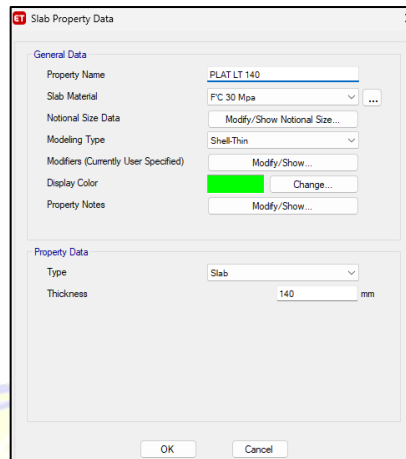 ET Slab Property Data
General Data
Property Name PLAT LT 140
Slab Material F'C 30 Mpa ...
Notional Size Data Modify/Show Notional Size...
Modeling Type Shell-Thin
Modifiers (Currently User Specified) Modify/Show...
Display Color Change...
Property Notes Modify/Show...
Property Data
Type Slab
Thickness 140 mm
OK Cancel